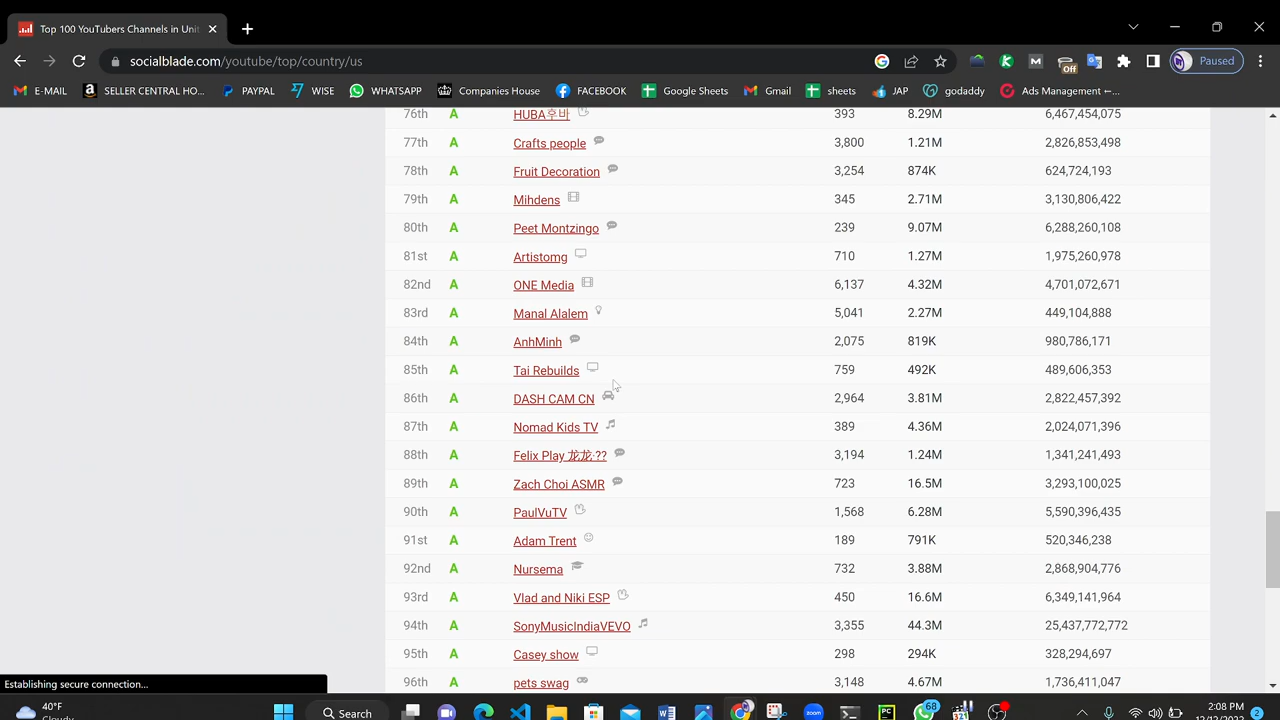 Top 100 YouTubers Channels in Unit
socialblade.com/youtube/top/country/us
Paused
Off
E-MAIL SELLER CENTRAL HO... PAYPAL WISE WHATSAPP Companies House FACEBOOK Google Sheets Gmail sheets JAP godaddy Ads Management –...
76th A HUBA후바 393 8.29M 6,467,454,075
77th A Crafts people 3,800 1.21M 2,826,853,498
78th A Fruit Decoration 3,254 874K 624,724,193
79th A Mihdens 345 2.71M 3,130,806,422
80th A Peet Montzingo 239 9.07M 6,288,260,108
81st A Artistomg 710 1.27M 1,975,260,978
82nd A ONE Media 6,137 4.32M 4,701,072,671
83rd A Manal Alalem 5,041 2.27M 449,104,888
84th A AnhMinh 2,075 819K 980,786,171
85th A Tai Rebuilds 759 492K 489,606,353
86th A DASH CAM CN 2,964 3.81M 2,822,457,392
87th A Nomad Kids TV 389 4.36M 2,024,071,396
88th A Felix Play 龙龙·?? 3,194 1.24M 1,341,241,493
89th A Zach Choi ASMR 723 16.5M 3,293,100,025
90th A PaulVuTV 1,568 6.28M 5,590,396,435
91st A Adam Trent 189 791K 520,346,238
92nd A Nursema 732 3.88M 2,868,904,776
93rd A Vlad and Niki ESP 450 16.6M 6,349,141,964
94th A SonyMusicIndiaVEVO 3,355 44.3M 25,437,772,772
95th A Casey show 298 294K 328,294,697
96th A pets swag 3,148 4.67M 1,736,411,047
Establishing secure connection...
40°F
Cloudy
Search
68
2:08 PM
2